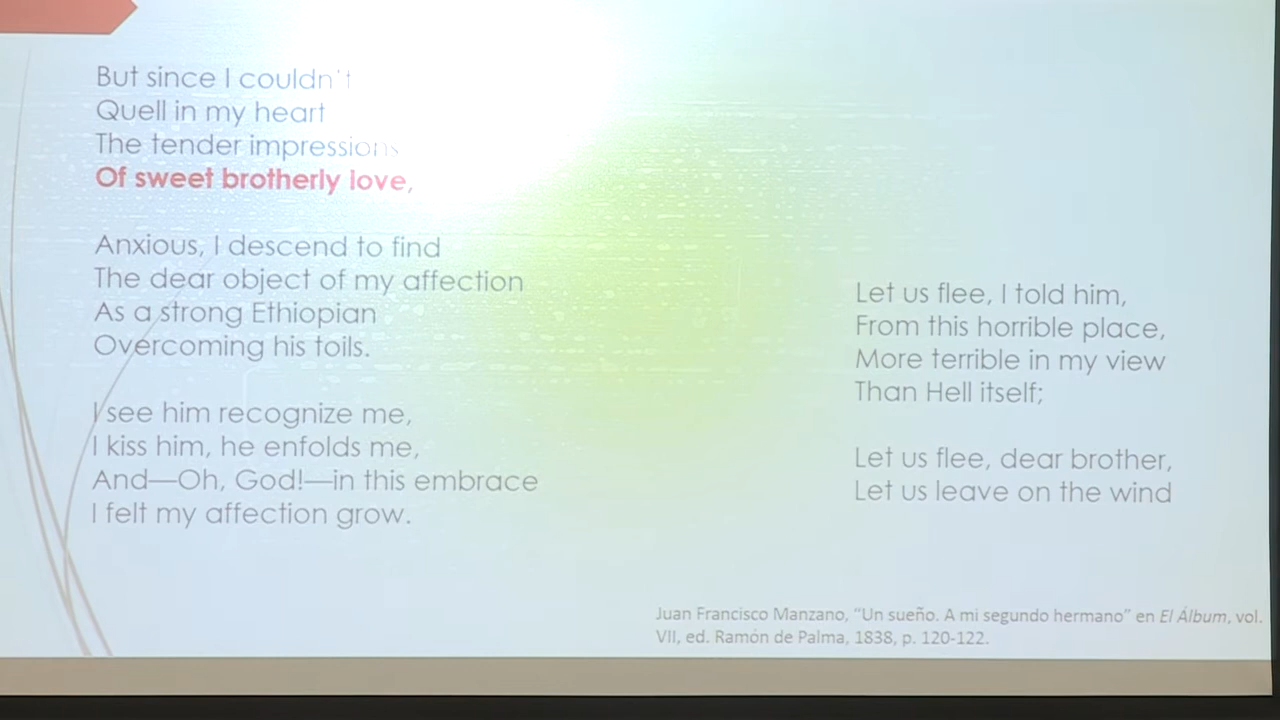 But since I couldn't
Quell in my heart
The tender impressions
Of sweet brotherly love,
Anxious, I descend to find
The dear object of my affection
As a strong Ethiopian
Overcoming his toils.
I see him recognize me,
I kiss him, he enfolds me,
And—Oh, God!—in this embrace
I felt my affection grow.
Let us flee, I told him,
From this horrible place,
More terrible in my view
Than Hell itself;
Let us flee, dear brother,
Let us leave on the wind
Juan Francisco Manzano, “Un sueño. A mi segundo hermano” en El Álbum, vol.
VII, ed. Ramón de Palma, 1838, p. 120-122.